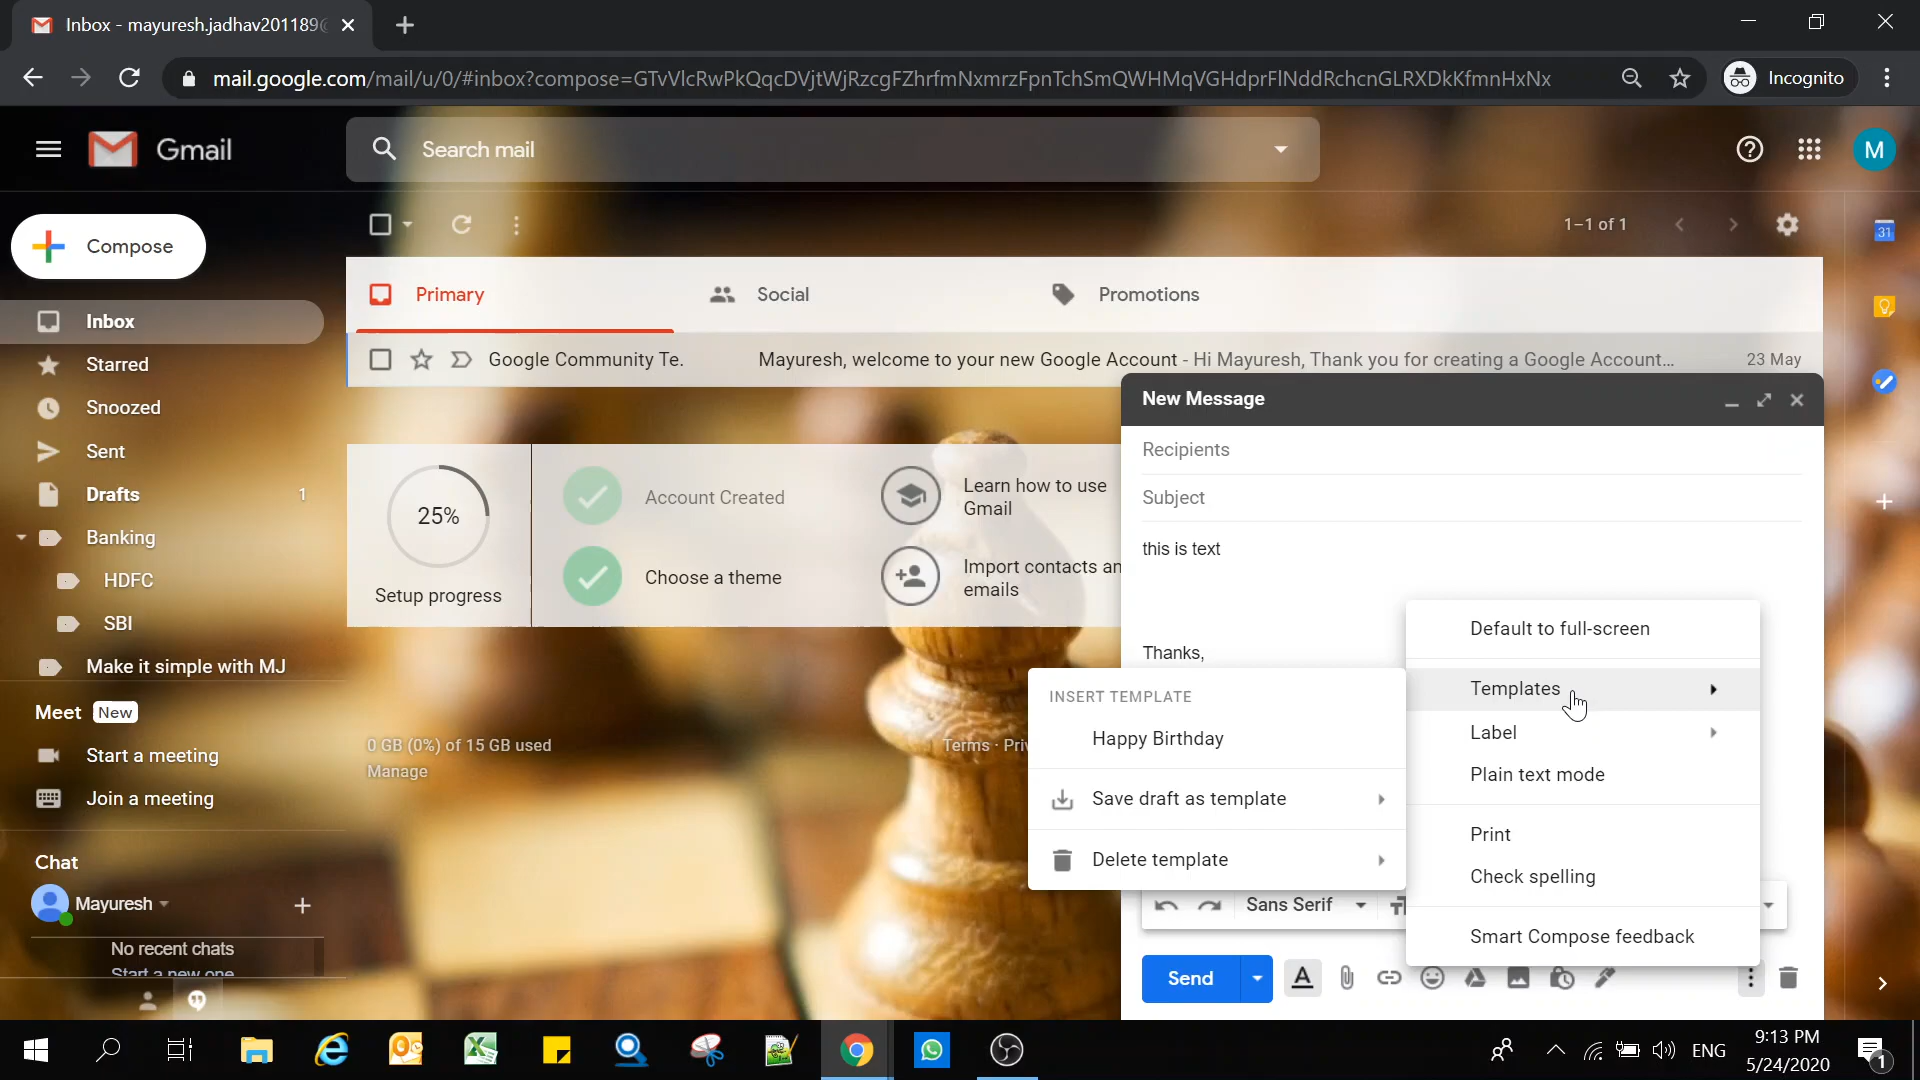 Inbox - mayuresh.jadhav201189@
mail.google.com/mail/u/0/#inbox?compose=GTvVlcRwPkQqcDVjtWjRzcgFZhrfmNxmrzFpnTchSmQWHMqVGHdprFlNddRchcnGLRXDkKfmnHxNx
Incognito
Gmail
Search mail
M
Compose
1–1 of 1
31
Primary
Social
Promotions
Inbox
Google Community Te. Mayuresh, welcome to your new Google Account - Hi Mayuresh, Thank you for creating a Google Account... 23 May
Starred
Snoozed
Sent
Drafts 1
Banking
HDFC
SBI
Make it simple with MJ
Meet New
Start a meeting
Join a meeting
Chat
Mayuresh
No recent chats
Start a new one
25%
Setup progress
Account Created
Choose a theme
Learn how to use
Gmail
Import contacts an
emails
0 GB (0%) of 15 GB used
Manage
Terms · Pri
New Message
Recipients
Subject
this is text
Thanks,
INSERT TEMPLATE
Happy Birthday
Save draft as template
Delete template
Default to full-screen
Templates
Label
Plain text mode
Print
Check spelling
Smart Compose feedback
Sans Serif
Send
ENG
9:13 PM
5/24/2020
1